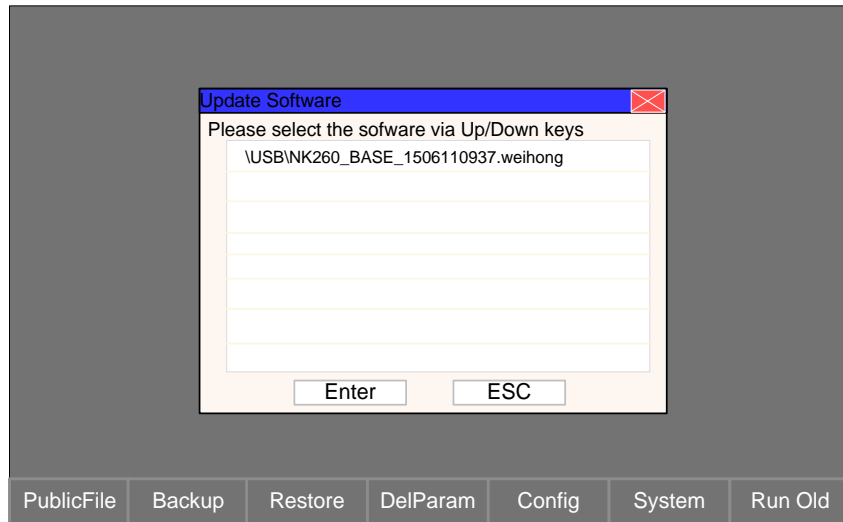 Update Software
Please select the sofware via Up/Down keys
\USB\NK260_BASE_1506110937.weihong
Enter ESC
PublicFile Backup Restore DelParam Config System Run Old